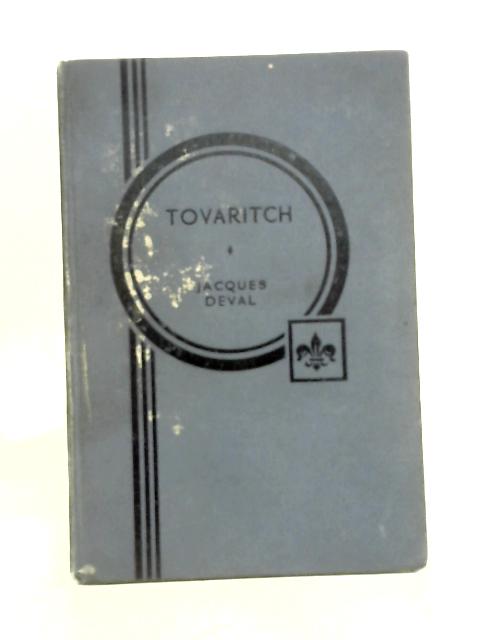 TOVARITCH
JACQUES
DEVAL